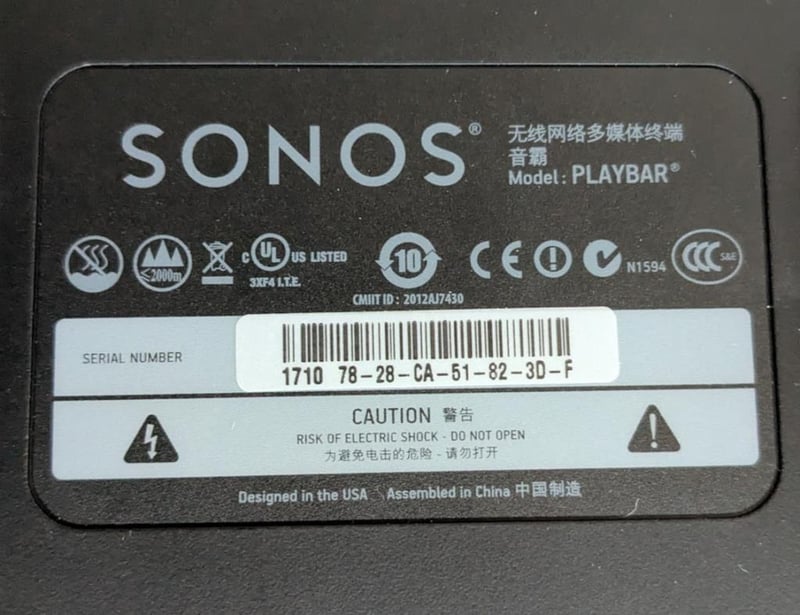 SONOS®
无线网络多媒体终端
音霸
Model: PLAYBAR®
≤2000m
C UL US LISTED
3XF4 I.T.E.
10
CE
N1594
CCC S&E
CMIIT ID : 2012AJ7430
SERIAL NUMBER
1710 78-28-CA-51-82-3D-F
CAUTION 警告
RISK OF ELECTRIC SHOCK - DO NOT OPEN
为避免电击的危险 - 请勿打开
Designed in the USA Assembled in China 中国制造